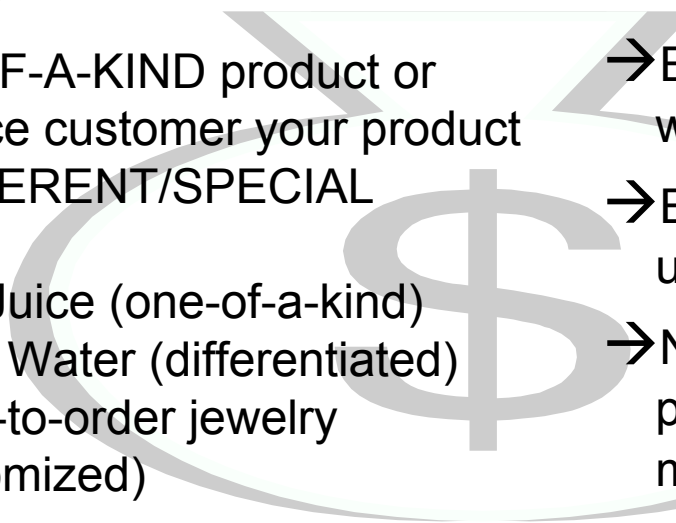 F-A-KIND product or
ce customer your product
ERENT/SPECIAL
Juice (one-of-a-kind)
Water (differentiated)
-to-order jewelry
omized)
→E
w
→E
u
→N
p
m
$